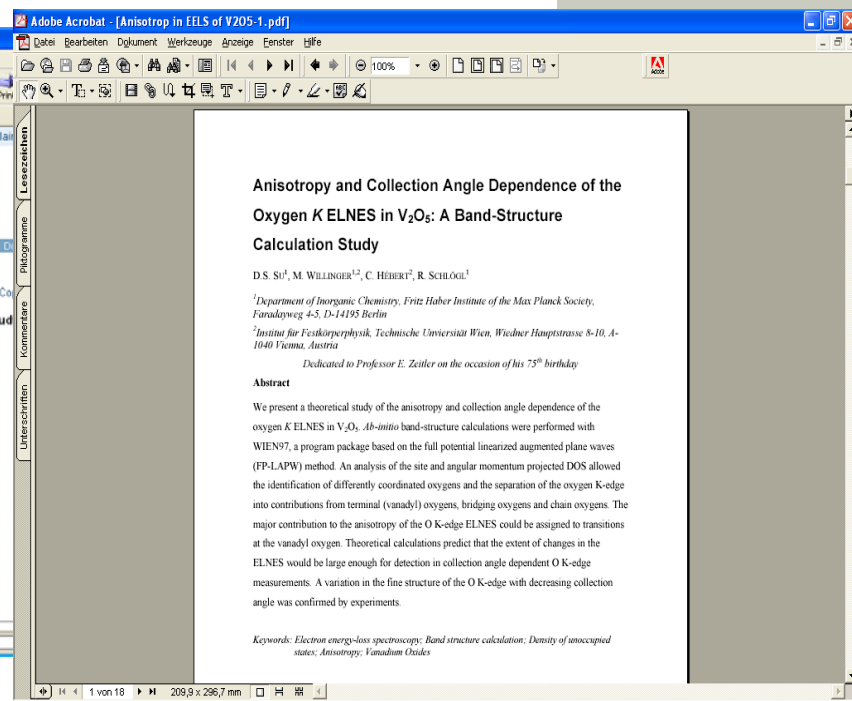 Adobe Acrobat - [Anisotrop in EELS of V2O5-1.pdf]
Datei Bearbeiten Dokument Werkzeuge Anzeige Fenster Hilfe
100%
Adobe
Lesezeichen
Piktogramme
Kommentare
Unterschriften
Anisotropy and Collection Angle Dependence of the
Oxygen K ELNES in V₂O₅: A Band-Structure
Calculation Study
D.S. SU¹, M. WILLINGER¹,², C. HÉBERT², R. SCHLÖGL¹
¹Department of Inorganic Chemistry, Fritz Haber Institute of the Max Planck Society,
Faradayweg 4-5, D-14195 Berlin
²Institut für Festkörperphysik, Technische Unviersität Wien, Wiedner Hauptstrasse 8-10, A-
1040 Vienna, Austria
Dedicated to Professor E. Zeitler on the occasion of his 75th birthday
Abstract
We present a theoretical study of the anisotropy and collection angle dependence of the
oxygen K ELNES in V₂O₅. Ab-initio band-structure calculations were performed with
WIEN97, a program package based on the full potential linearized augmented plane waves
(FP-LAPW) method. An analysis of the site and angular momentum projected DOS allowed
the identification of differently coordinated oxygens and the separation of the oxygen K-edge
into contributions from terminal (vanadyl) oxygens, bridging oxygens and chain oxygens. The
major contribution to the anisotropy of the O K-edge ELNES could be assigned to transitions
at the vanadyl oxygen. Theoretical calculations predict that the extent of changes in the
ELNES would be large enough for detection in collection angle dependent O K-edge
measurements. A variation in the fine structure of the O K-edge with decreasing collection
angle was confirmed by experiments.
Keywords: Electron energy-loss spectroscopy; Band structure calculation; Density of unoccupied
states; Anisotropy; Vanadium Oxides
1 von 18 209,9 x 296,7 mm